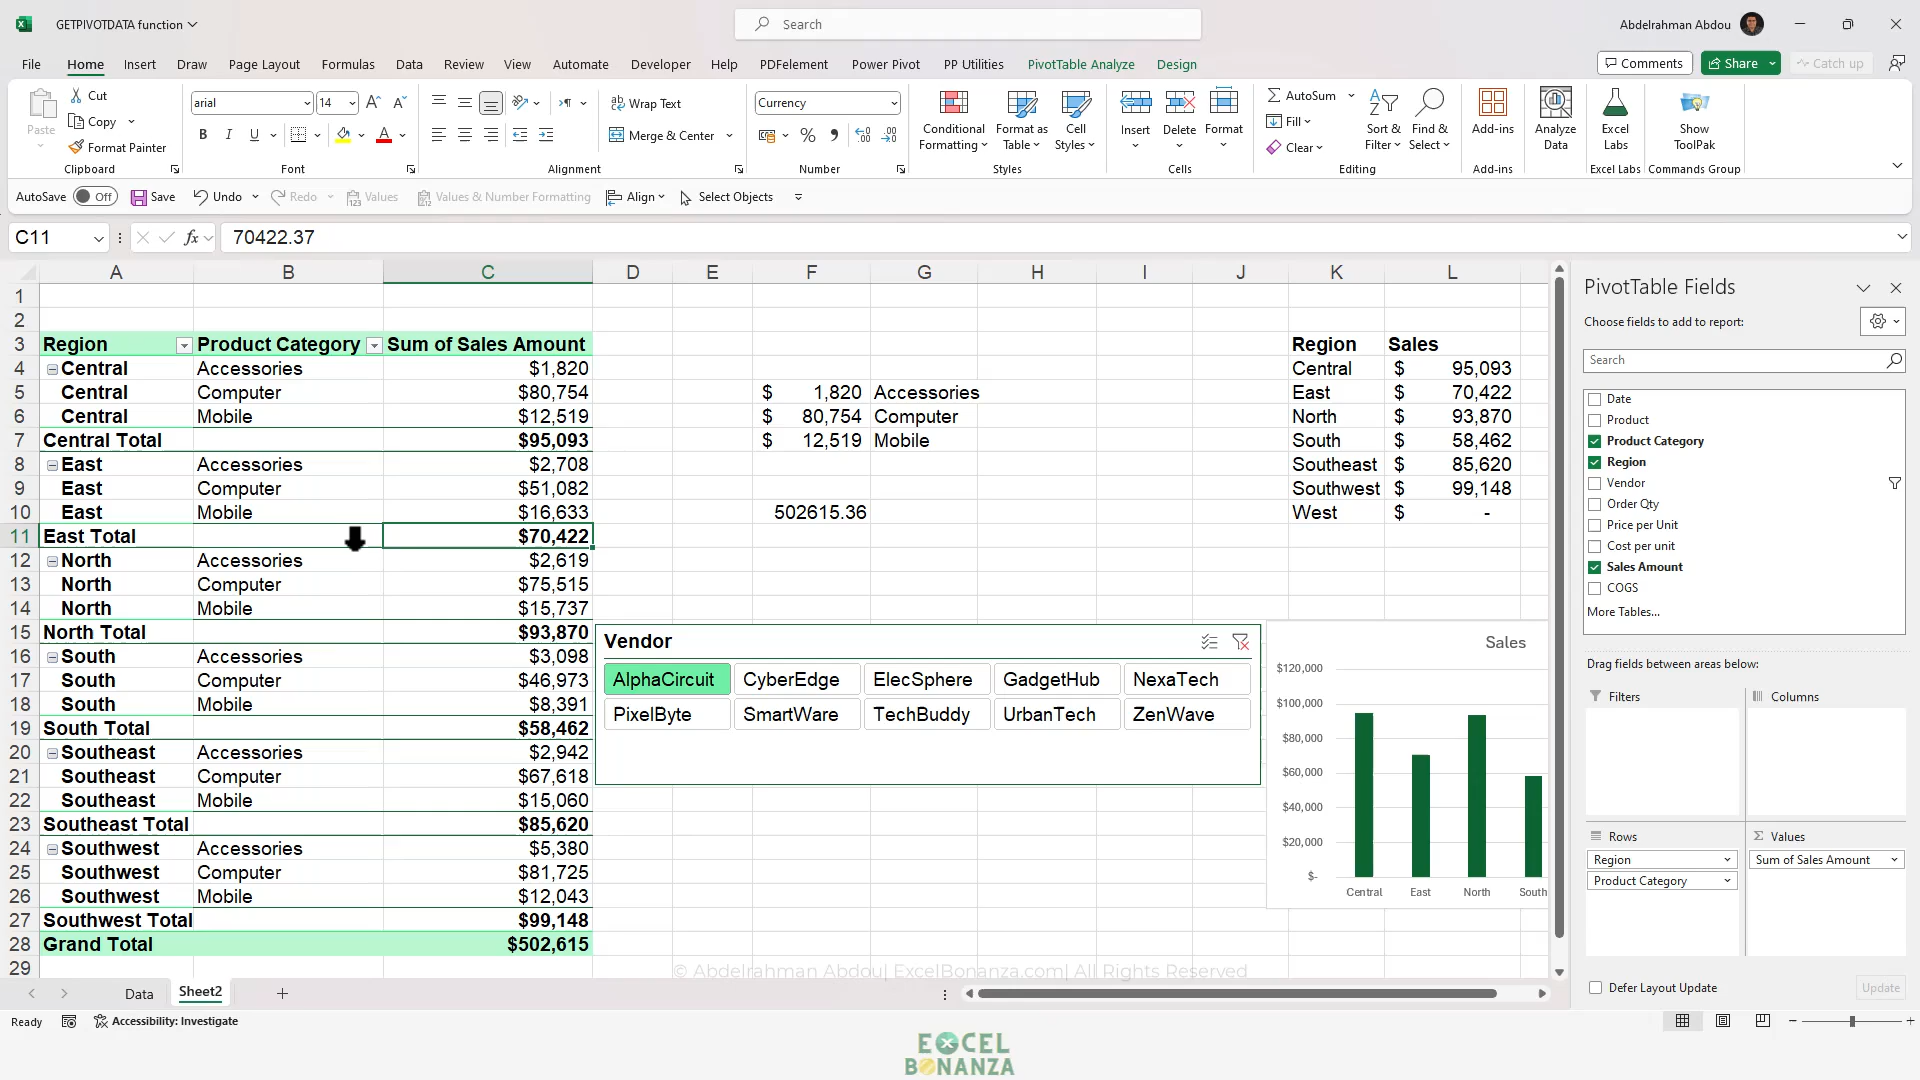 GETPIVOTDATA function
Search
Abdelrahman Abdou
File Home Insert Draw Page Layout Formulas Data Review View Automate Developer Help PDFelement Power Pivot PP Utilities PivotTable Analyze Design
Comments Share Catch up
Paste Cut Copy Format Painter
arial 14
B I U A
Wrap Text
Merge & Center
Currency
Conditional Formatting Format as Table Cell Styles
Insert Delete Format
AutoSum Fill Clear
Sort & Filter Find & Select
Add-ins
Analyze Data
Excel Labs
Show ToolPak
Clipboard Font Alignment Number Styles Cells Editing Add-ins Excel Labs Commands Group
AutoSave Off Save Undo Redo Values Values & Number Formatting Align Select Objects
C11 fx 70422.37
A B C D E F G H I J K L
1
2
3 Region Product Category Sum of Sales Amount Region Sales
4 Central Accessories $1,820 Central $ 95,093
5 Central Computer $80,754 $ 1,820 Accessories East $ 70,422
6 Central Mobile $12,519 $ 80,754 Computer North $ 93,870
7 Central Total $95,093 $ 12,519 Mobile South $ 58,462
8 East Accessories $2,708 Southeast $ 85,620
9 East Computer $51,082 Southwest $ 99,148
10 East Mobile $16,633 502615.36 West $ -
11 East Total $70,422
12 North Accessories $2,619
13 North Computer $75,515
14 North Mobile $15,737
15 North Total $93,870
16 South Accessories $3,098
17 South Computer $46,973
18 South Mobile $8,391
19 South Total $58,462
20 Southeast Accessories $2,942
21 Southeast Computer $67,618
22 Southeast Mobile $15,060
23 Southeast Total $85,620
24 Southwest Accessories $5,380
25 Southwest Computer $81,725
26 Southwest Mobile $12,043
27 Southwest Total $99,148
28 Grand Total $502,615
29
Vendor
AlphaCircuit CyberEdge ElecSphere GadgetHub NexaTech
PixelByte SmartWare TechBuddy UrbanTech ZenWave
Sales
$120,000
$100,000
$80,000
$60,000
$40,000
$20,000
$-
Central East North South
© Abdelrahman Abdou| ExcelBonanza.com| All Rights Reserved
PivotTable Fields
Choose fields to add to report:
Search
Date
Product
Product Category
Region
Vendor
Order Qty
Price per Unit
Cost per unit
Sales Amount
COGS
More Tables...
Drag fields between areas below:
Filters Columns
Rows Values
Region Sum of Sales Amount
Product Category
Defer Layout Update Update
Data Sheet2
Ready Accessibility: Investigate
EXCEL
BONANZA